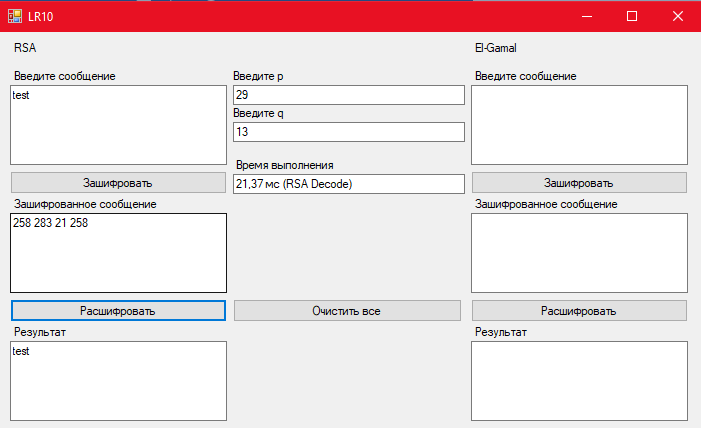 LR10
RSA
El-Gamal
Введите сообщение
Введите p
Введите сообщение
test
29
Введите q
13
Время выполнения
Зашифровать
21,37 мс (RSA Decode)
Зашифровать
Зашифрованное сообщение
Зашифрованное сообщение
258 283 21 258
Расшифровать
Очистить все
Расшифровать
Результат
Результат
test